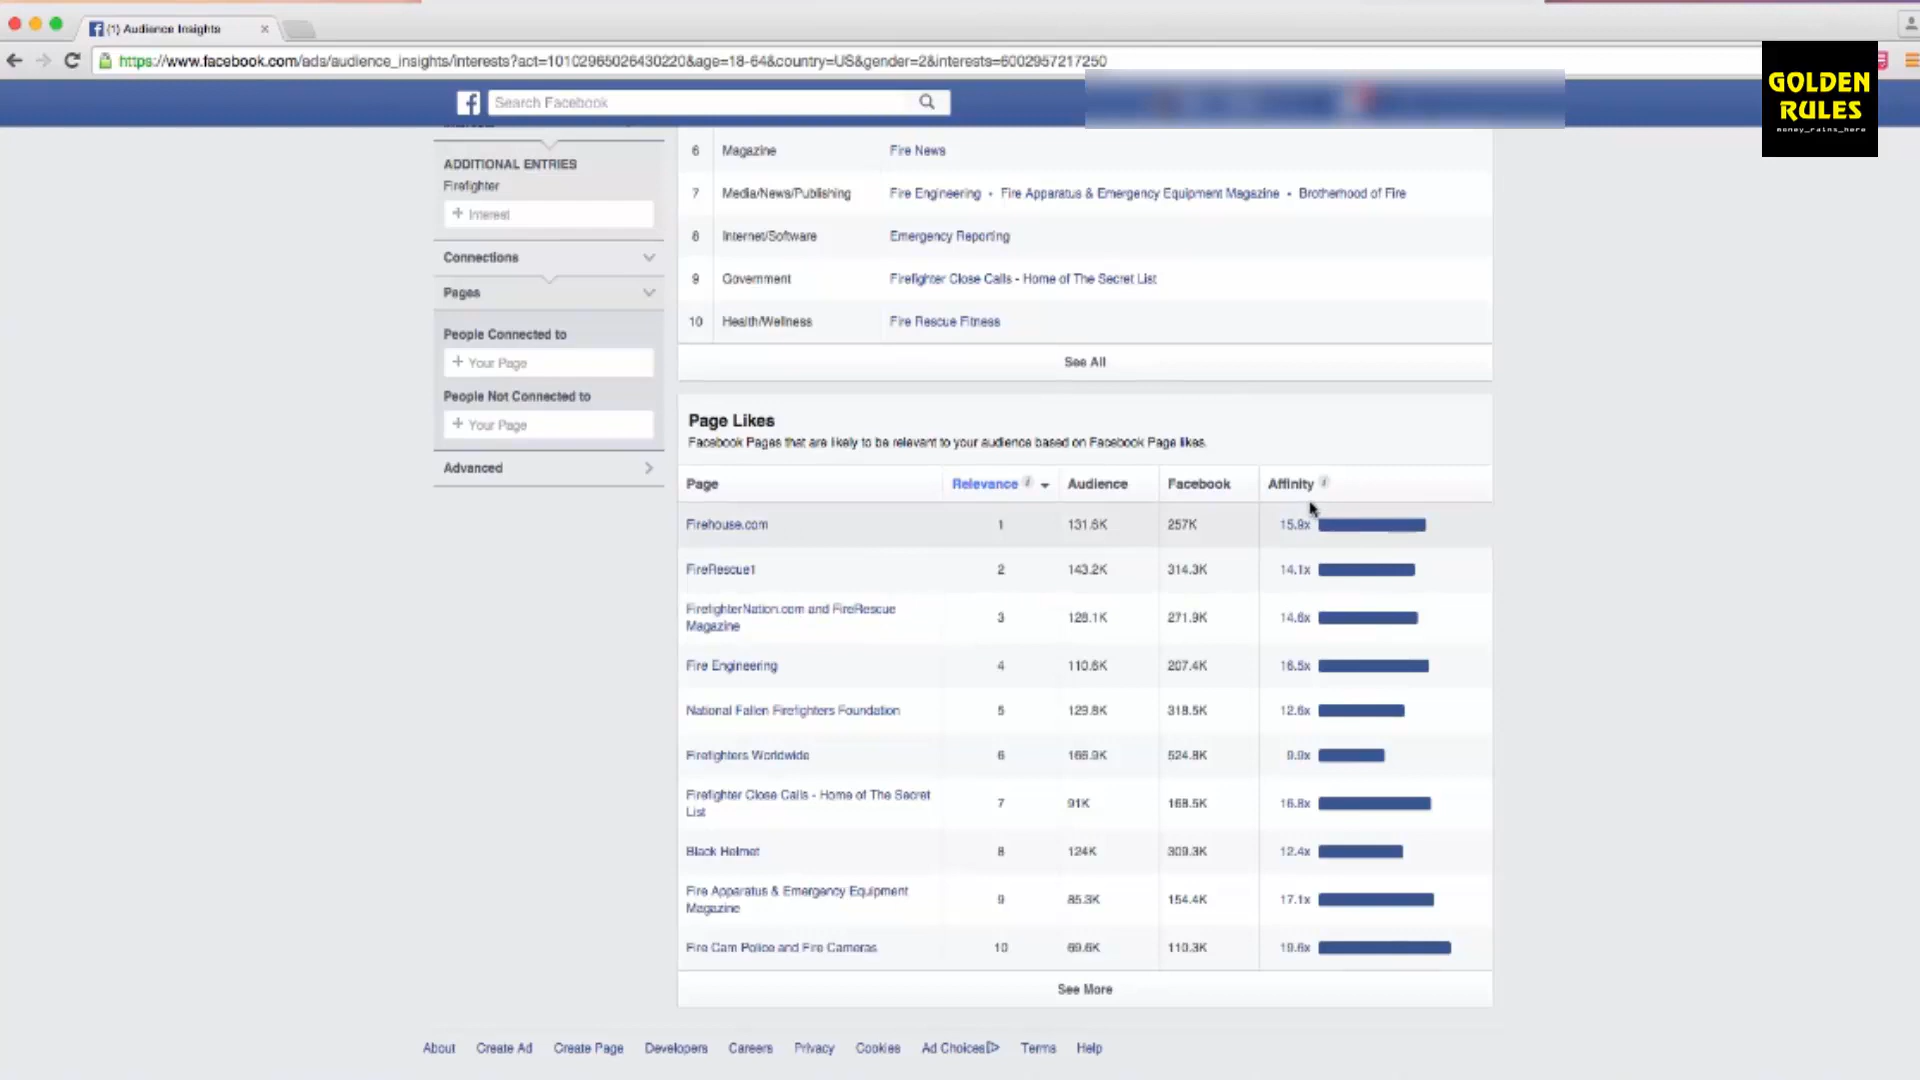 (1) Audience Insights
https://www.facebook.com/ads/audience_insights/interests?act=10102965026430220&age=18-64&country=US&gender=2&interests=6002957217250
GOLDEN
RULES
money_rains_here
Search Facebook
ADDITIONAL ENTRIES
Firefighter
+ Interest
Connections
Pages
People Connected to
+ Your Page
People Not Connected to
+ Your Page
Advanced
6 Magazine Fire News
7 Media/News/Publishing Fire Engineering • Fire Apparatus & Emergency Equipment Magazine • Brotherhood of Fire
8 Internet/Software Emergency Reporting
9 Government Firefighter Close Calls - Home of The Secret List
10 Health/Wellness Fire Rescue Fitness
See All
Page Likes
Facebook Pages that are likely to be relevant to your audience based on Facebook Page likes.
Page Relevance Audience Facebook Affinity
Firehouse.com 1 131.6K 257K 15.9x
FireRescue1 2 143.2K 314.3K 14.1x
FirefighterNation.com and FireRescue
Magazine 3 128.1K 271.9K 14.6x
Fire Engineering 4 110.6K 207.4K 16.5x
National Fallen Firefighters Foundation 5 129.8K 318.5K 12.6x
Firefighters Worldwide 6 166.9K 524.8K 9.9x
Firefighter Close Calls - Home of The Secret
List 7 91K 168.5K 16.8x
Black Helmet 8 124K 309.3K 12.4x
Fire Apparatus & Emergency Equipment
Magazine 9 85.3K 154.4K 17.1x
Fire Cam Police and Fire Cameras 10 69.6K 110.3K 19.6x
See More
About Create Ad Create Page Developers Careers Privacy Cookies Ad Choices Terms Help